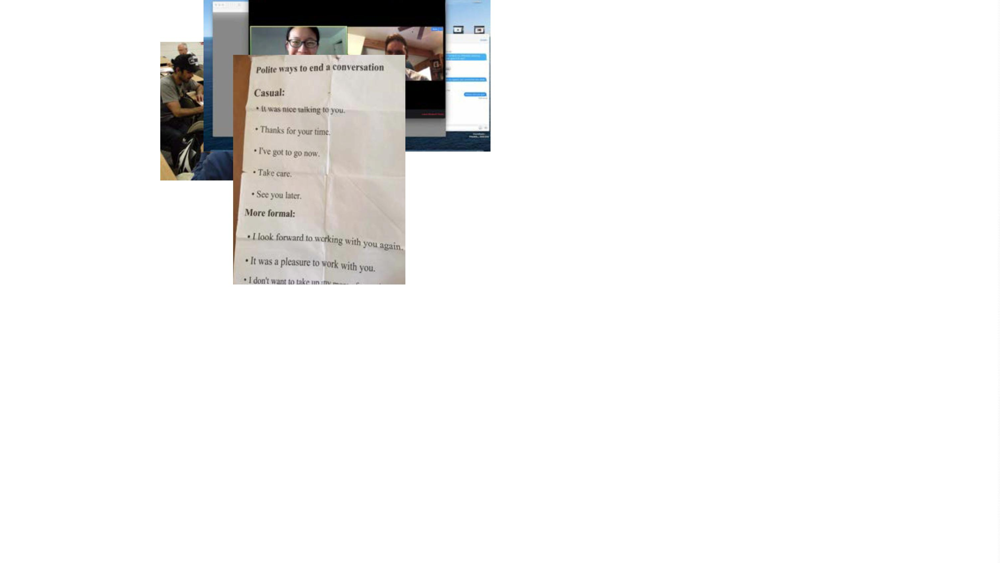 Polite ways to end a conversation
Casual:
• It was nice talking to you.
• Thanks for your time.
• I've got to go now.
• Take care.
• See you later.
More formal:
• I look forward to working with you again.
• It was a pleasure to work with you.
• I don't want to take up my